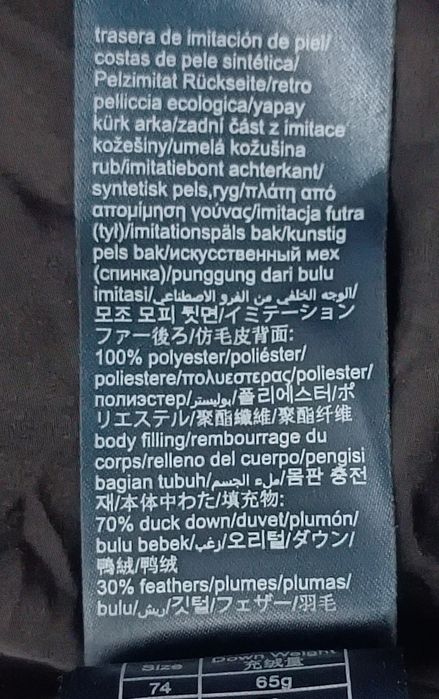 trasera de imitación de piel/
costas de pele sintética/
Pelzimitat Rückseite/retro
pelliccia ecologica/yapay
kürk arka/zadní část z imitace
kožešiny/umelá kožušina
rub/imitatiebont achterkant/
syntetisk pels,ryg/πλάτη από
απομίμηση γούνας/imitacja futra
(tył)/imitationspäls bak/kunstig
pels bak/искусственный мех
(спинка)/punggung dari bulu
imitasi/الوجه الخلفي من الفرو الاصطناعي/
모조 모피 뒷면/イミテーション
ファー後ろ/仿毛皮背面:
100% polyester/poliéster/
poliestere/πολυεστερας/poliester/
полиэстер/بوليستر/폴리에스터/ポ
リエステル/聚酯纖維/聚酯纤维
body filling/rembourrage du
corps/relleno del cuerpo/pengisi
bagian tubuh/ملء الجسم/몸판 충전
재/本体中わた/填充物:
70% duck down/duvet/plumón/
bulu bebek/زغب/오리털/ダウン/
鴨絨/鸭绒
30% feathers/plumes/plumas/
bulu/ريش/깃털/フェザー/羽毛
Size Down Weight
充绒量
74 65g